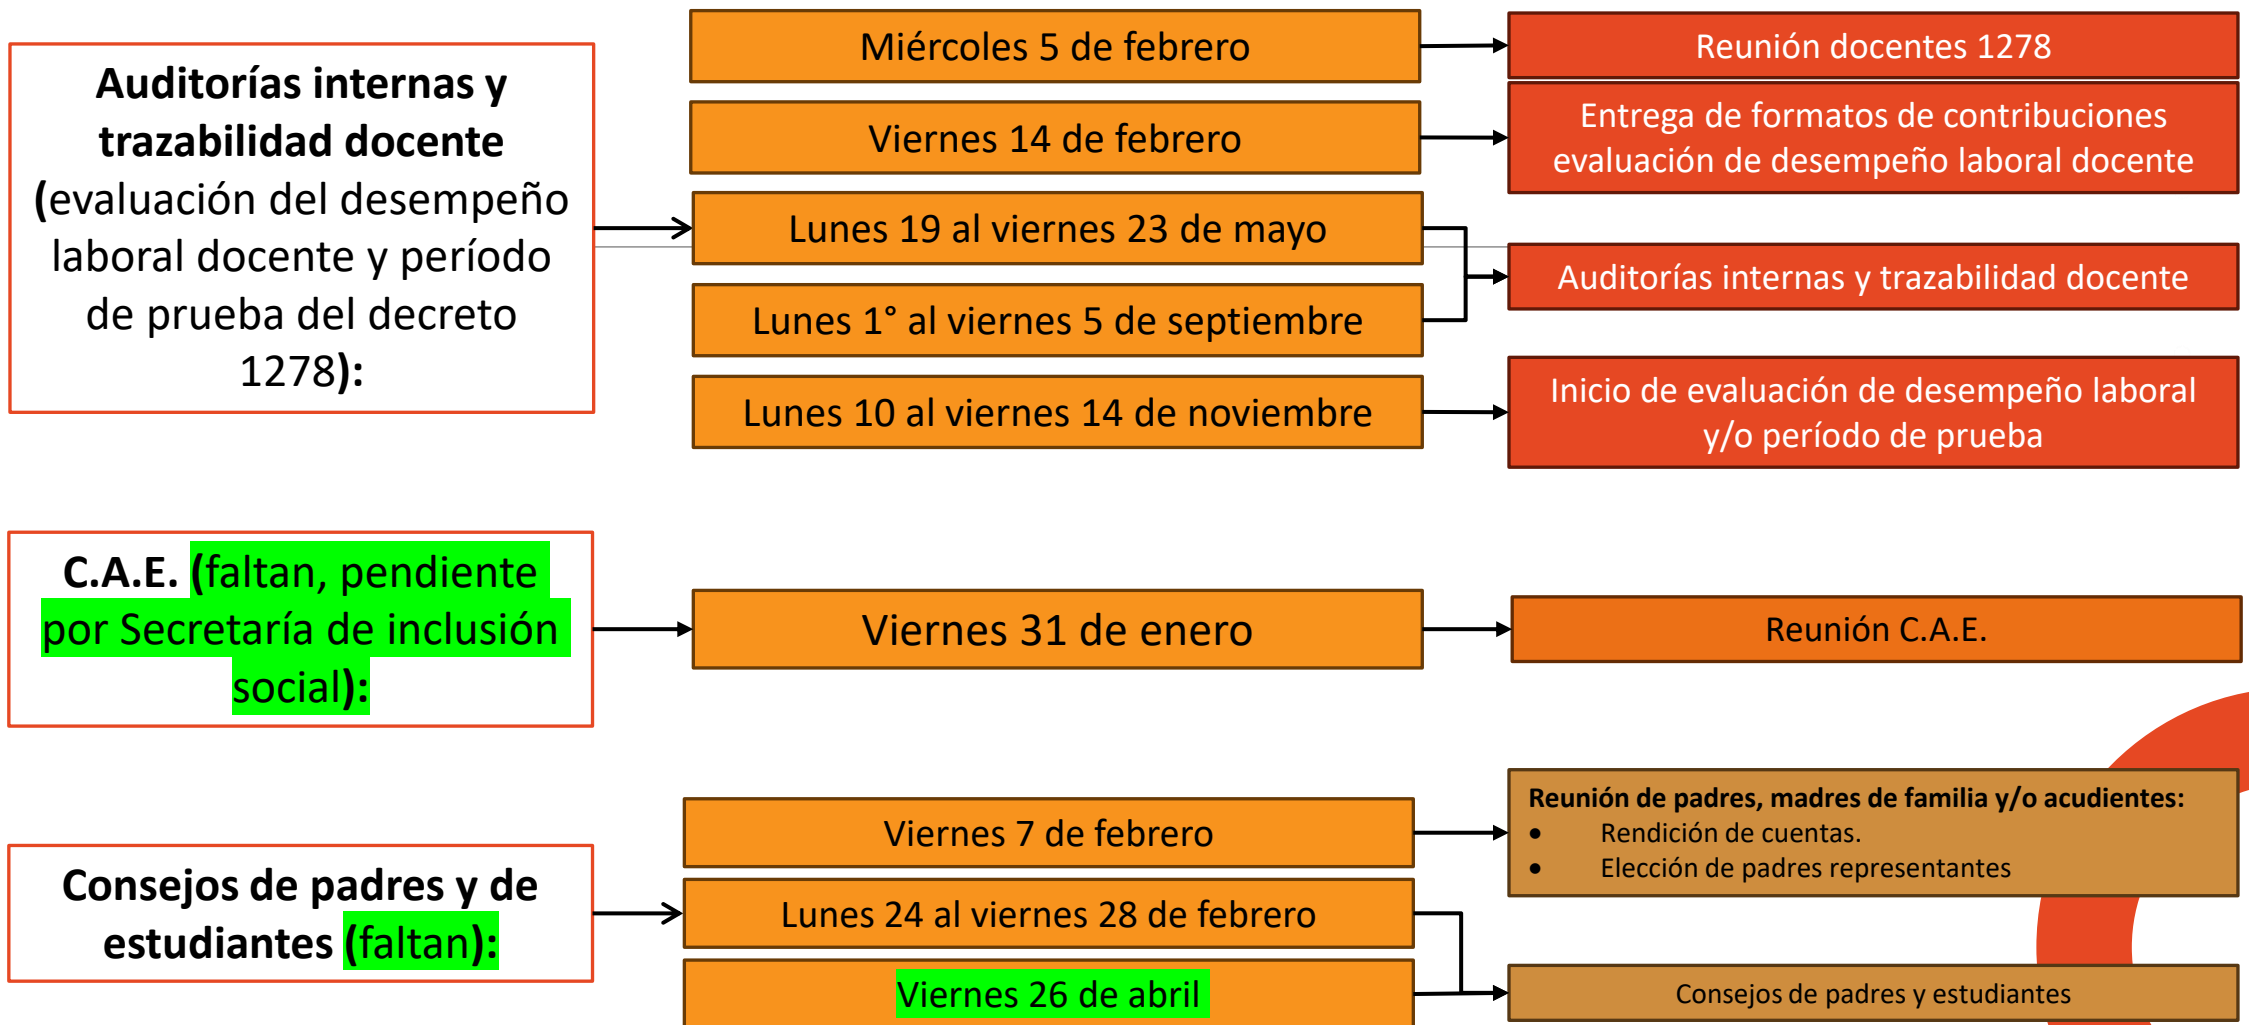 Auditorías internas y
trazabilidad docente
(evaluación del desempeño
laboral docente y período
de prueba del decreto
1278):
Miércoles 5 de febrero
Reunión docentes 1278
Viernes 14 de febrero
Entrega de formatos de contribuciones
evaluación de desempeño laboral docente
Lunes 19 al viernes 23 de mayo
Lunes 1° al viernes 5 de septiembre
Auditorías internas y trazabilidad docente
Lunes 10 al viernes 14 de noviembre
Inicio de evaluación de desempeño laboral
y/o período de prueba
C.A.E. (faltan, pendiente
por Secretaría de inclusión
social):
Viernes 31 de enero
Reunión C.A.E.
Consejos de padres y de
estudiantes (faltan):
Viernes 7 de febrero
Reunión de padres, madres de familia y/o acudientes:
• Rendición de cuentas.
• Elección de padres representantes
Lunes 24 al viernes 28 de febrero
Viernes 26 de abril
Consejos de padres y estudiantes